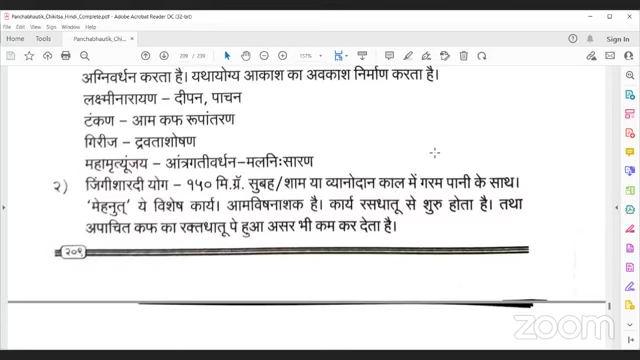 Panchabhautik_Chikitsa_Hindi_Complete.pdf - Adobe Acrobat Reader DC (32-bit)
File Edit View Sign Window Help
Home Tools Panchabhautik_Chi... × Sign In
209 / 239 157%
अग्निवर्धन करता है। यथायोग्य आकाश का अवकाश निर्माण करता है।
लक्ष्मीनारायण – दीपन, पाचन
टंकण – आम कफ रूपांतरण
गिरीज – द्रवताशोषण
महामृत्यूंजय – आंत्रगतीवर्धन–मलनिःसारण
२) जिंगीशारदी योग – १५० मि.ग्रॅ. सुबह/शाम या व्यानोदान काल में गरम पानी के साथ।
‘मेहनुत्’ ये विशेष कार्य। आमविषनाशक है। कार्य रसधातू से शुरु होता है। तथा
अपाचित कफ का रक्तधातू पे हुआ असर भी कम कर देता है।
२०९
zoom